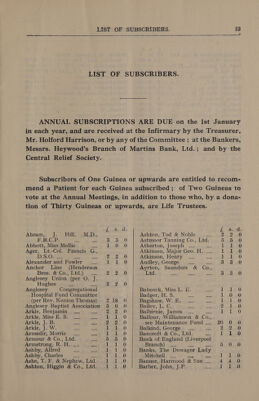 LIST OF SUBSCRIBERS. 53
LIST OF SUBSCRIBERS.
ANNUAL SUBSCRIPTIONS ARE DUE on the 1st January
in each year, and are received at the Infirmary by the Treasurer,
Mr. Holford Harrison, or by any of the Committee ; at the Bankers,
Messrs. Heywood's Branch of Martins Bank, Ltd. ; and by the
Central Relief Society.
Subscribers of One Guinea or upwards are entitled to recom-
mend a Patient for each Guinea subscribed ; of Two Guineas to
vote at the Annual Meetings, in addition to those who, by a dona-
tion of Thirty Guineas or upwards, are Life Trustees.
£ s. d.
Abram, J. Hill, M.D.,
F.R.C.P. 3 3 0
Abbott, Miss Mollie 1 0 0
Ager, Lt.-Col. Francis G.,
D.S.O. 2 2 0
Alexander and Fowler 1 1 0
Anchor Line (Henderson
Bros. & Co., Ltd.) 2 2 0
Anglesey Union (per O. J.
Hughes 2 2 0
Anglesey Congregational
Hospital Fund Committee
(per Rev. Neuton Thomas)
Anglesey Baptist Association 5 0 0
Arkle, Benjamin 2 2 0
Arkle, Miss E. S. 1 1 0
Arkle, J. B. 2 2 0
Arkle, J. W. 1 1 0
Armistic, Morris 1 1 0
Armour & Co., Ltd. 5 5 0
Armstrong, R. H. 1 1 0
Ashby, Alfred 1 1 0
Ashby, Charles 1 1 0
Ashe, T. F. & Nephew, Ltd. 1 1 0
Ashton, Higgin & Co., Ltd. 1 1 0
£ s. d.
Ashton, Tod & Noble 2 2 0
Artmoor Tanning Co., Ltd. 5 5 0
Atherton, Joseph 1 1 0
Atkinson, Major Geo. H. 1 1 0
Atkinson, Henry 1 1 0
Audley, George 3 3 0
Ayrton, Saunders & Co.,
Ltd. 3 3 0
Babcock, Miss L. E. 1 1 0
Badger, H. S. 1 1 0
Bagshaw, W. E. 1 1 0
Bailey, L. C. 1 1 0
Balbirnie, James 1 1 0
Balfour, Williamson & Co.,
see Maintenance Fund 20 0 0
Balkind, George 2 2 0
Bancroft & Co., Ltd. 1 1 0
Bank of England (Liverpool
Branch) 5 0 0
Banks, The Dowager Lady
Mitchell 1 1 0
Banner, Harmood & Son 4 4 0
Barber, John, J.P. 1 1 0